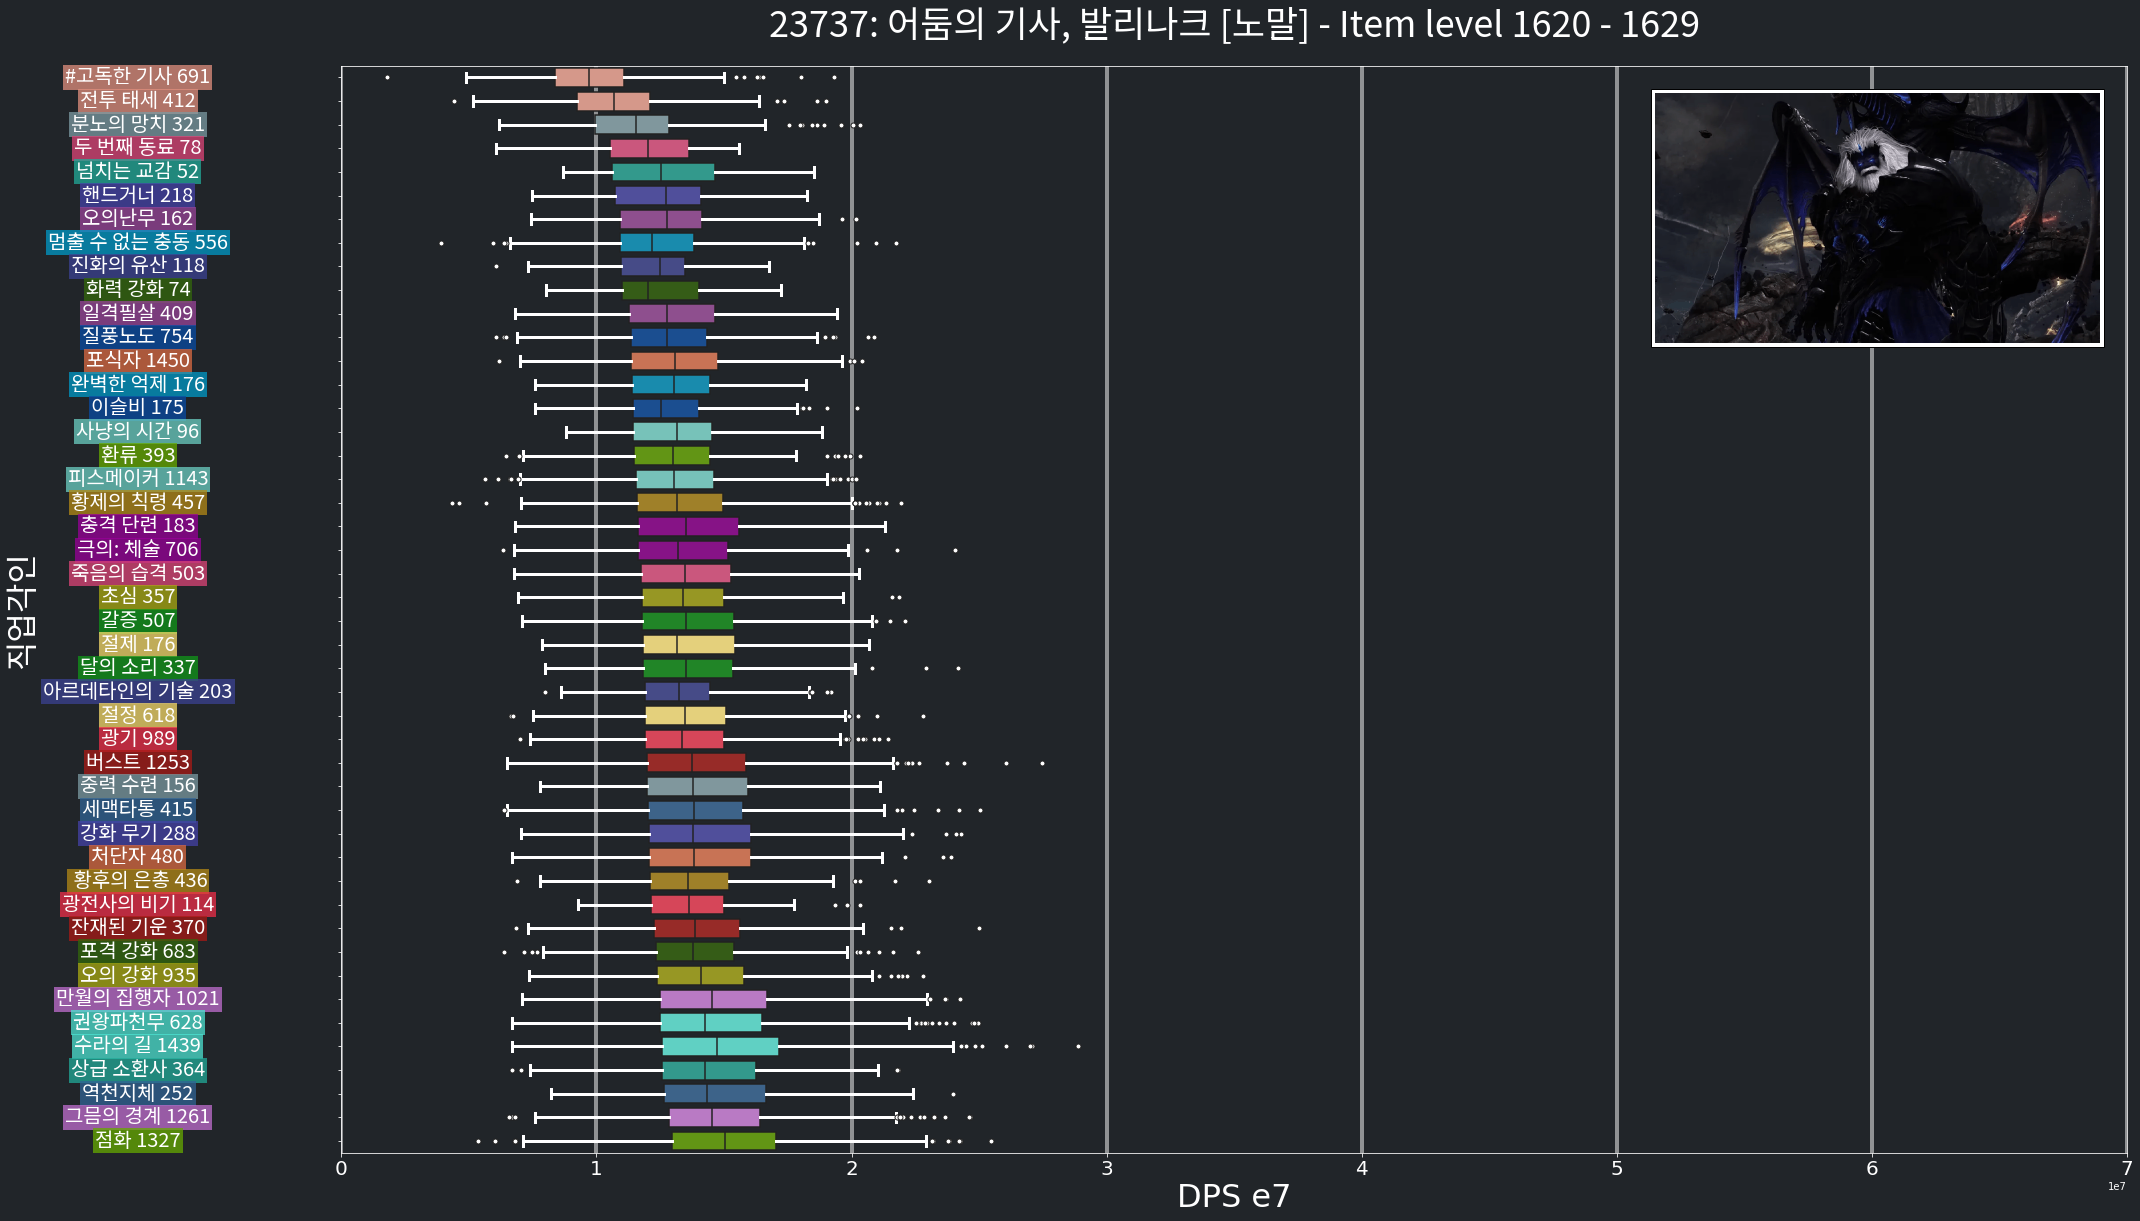 23737: 어둠의 기사, 발리나크 [노말] - Item level 1620 - 1629
직업각인
#고독한 기사 691
전투 태세 412
분노의 망치 321
두 번째 동료 78
넘치는 교감 52
핸드거너 218
오의난무 162
멈출 수 없는 충동 556
진화의 유산 118
화력 강화 74
일격필살 409
질풍노도 754
포식자 1450
완벽한 억제 176
이슬비 175
사냥의 시간 96
환류 393
피스메이커 1143
황제의 칙령 457
충격 단련 183
극의: 체술 706
죽음의 습격 503
초심 357
갈증 507
절제 176
달의 소리 337
아르데타인의 기술 203
절정 618
광기 989
버스트 1253
중력 수련 156
세맥타통 415
강화 무기 288
처단자 480
황후의 은총 436
광전사의 비기 114
잔재된 기운 370
포격 강화 683
오의 강화 935
만월의 집행자 1021
권왕파천무 628
수라의 길 1439
상급 소환사 364
역천지체 252
그믐의 경계 1261
점화 1327
0 1 2 3 4 5 6 7
1e7
DPS e7